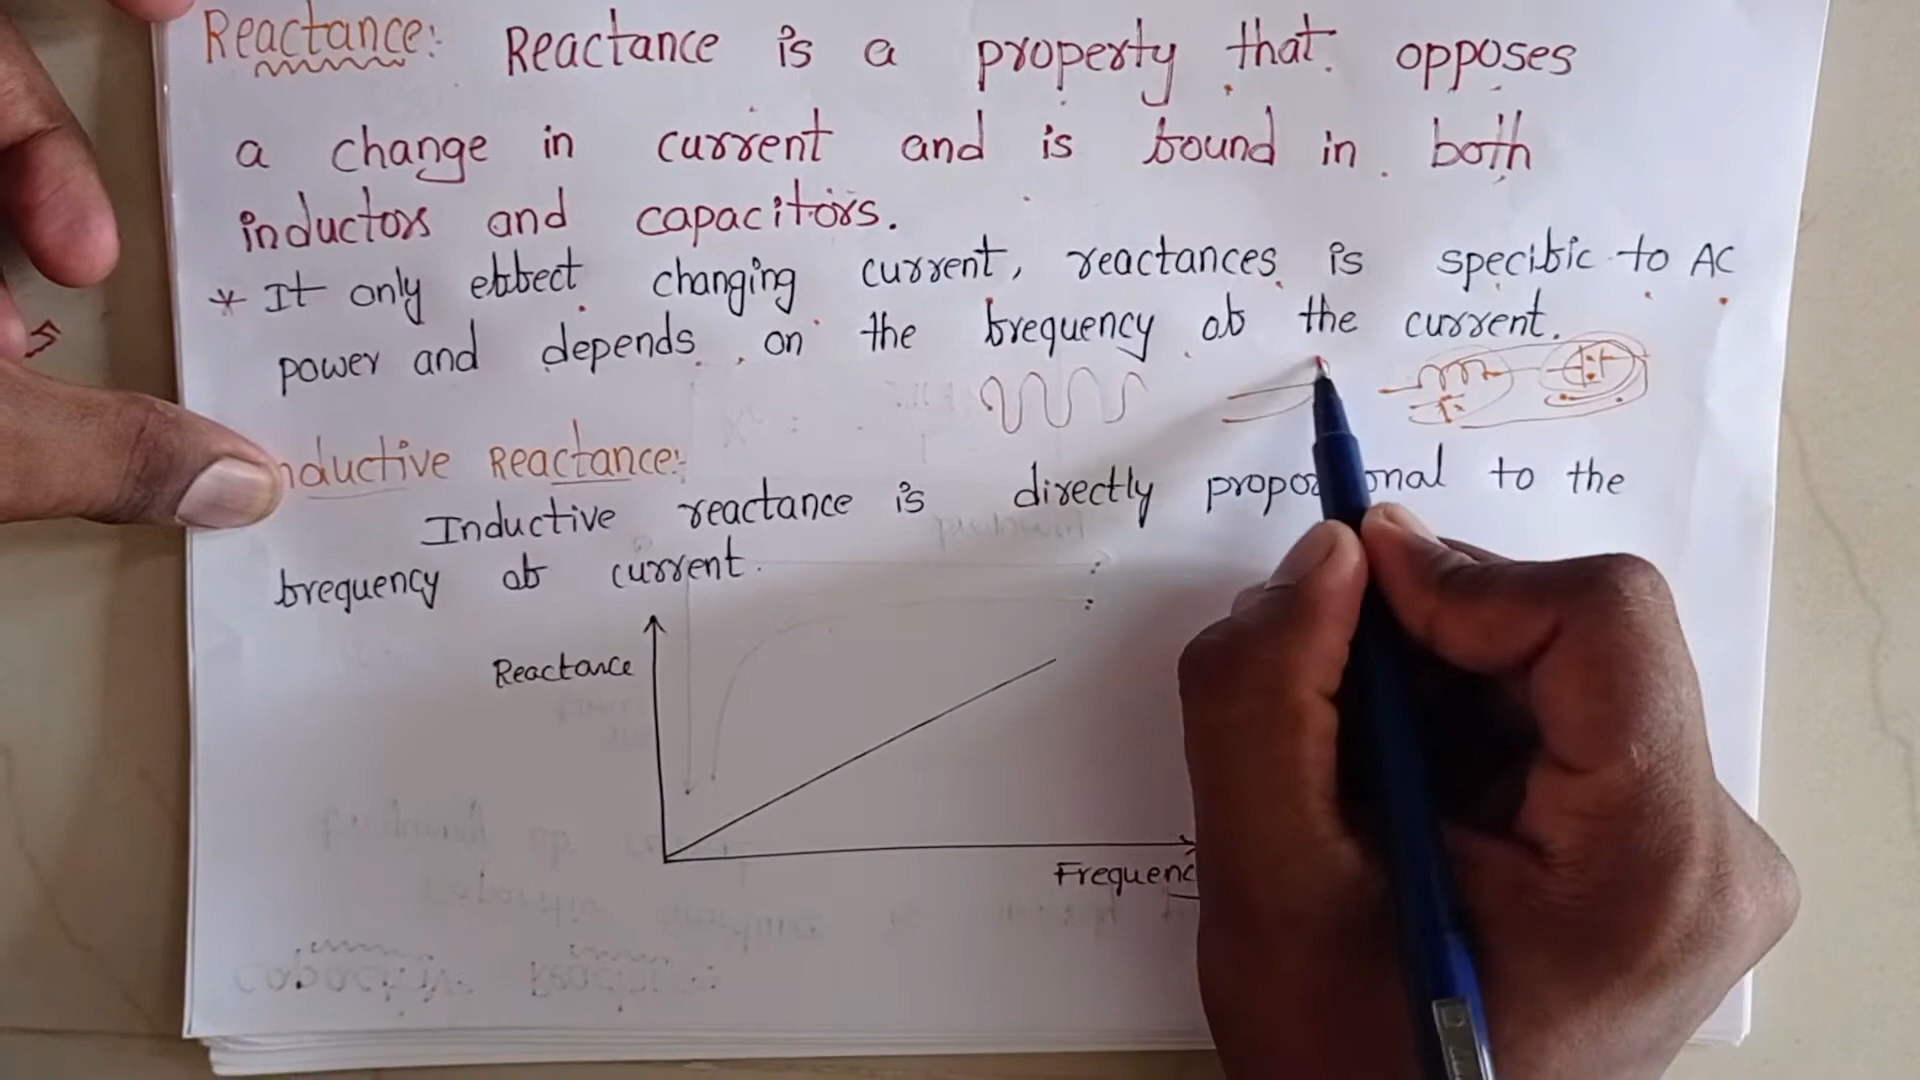 Reactance: Reactance is a property that opposes
a change in current and is found in both
inductors and capacitors.
* It only effect changing current, reactances is specific to AC
power and depends on the frequency of the current.
nductive Reactance:
Inductive reactance is directly propor onal to the
frequency of current.
Reactance
Frequenc
5